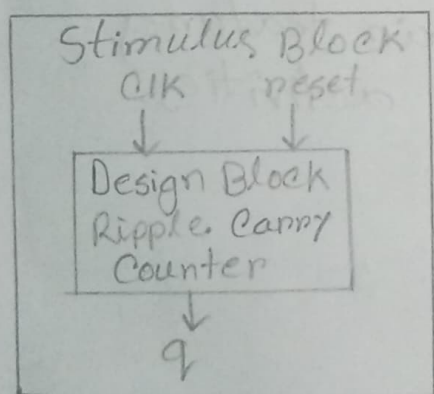 Stimulus Block
Clk reset
Design Block
Ripple. Carry
Counter
q